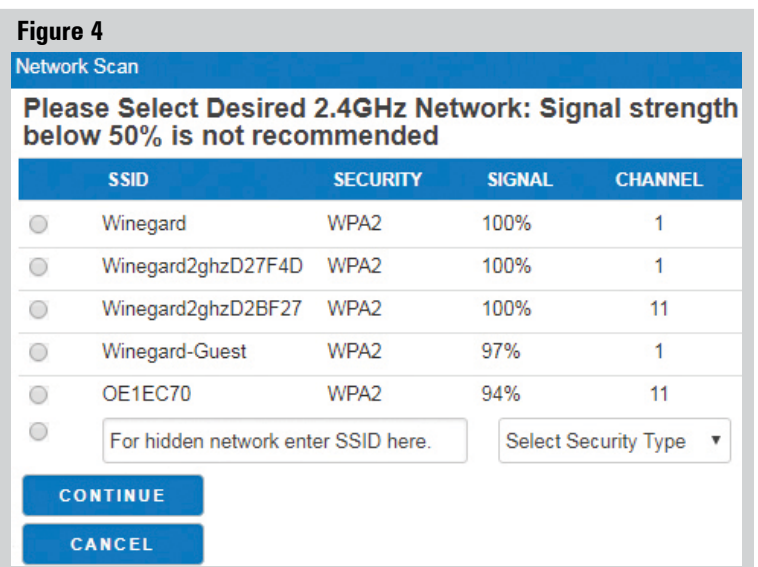 Figure 4
Network Scan
Please Select Desired 2.4GHz Network: Signal strength
below 50% is not recommended
SSID SECURITY SIGNAL CHANNEL
Winegard WPA2 100% 1
Winegard2ghzD27F4D WPA2 100% 1
Winegard2ghzD2BF27 WPA2 100% 11
Winegard-Guest WPA2 97% 1
OE1EC70 WPA2 94% 11
For hidden network enter SSID here. Select Security Type
CONTINUE
CANCEL